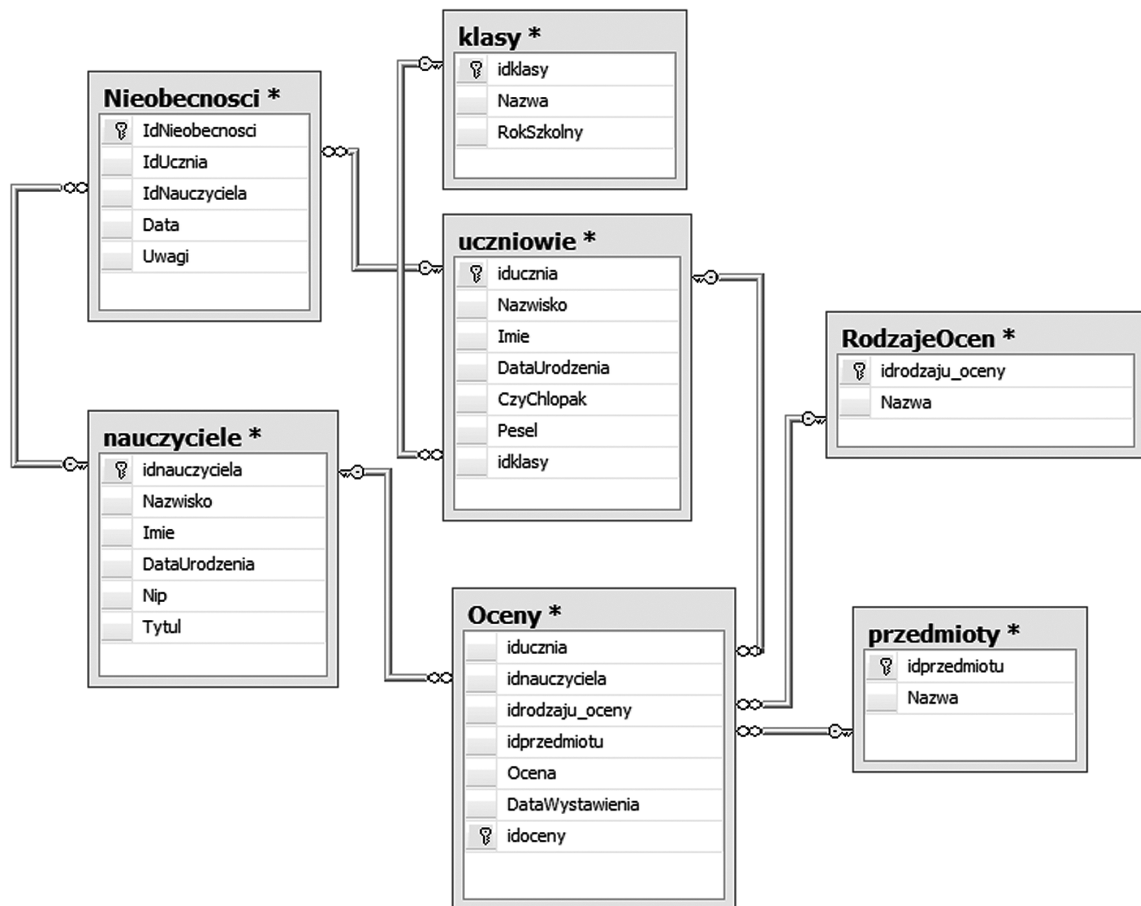 klasy *
idklasy
Nazwa
RokSzkolny
Nieobecnosci *
IdNieobecnosci
IdUcznia
IdNauczyciela
Data
Uwagi
uczniowie *
iducznia
Nazwisko
Imie
DataUrodzenia
CzyChlopak
Pesel
idklasy
RodzajeOcen *
idrodzaju_oceny
Nazwa
nauczyciele *
idnauczyciela
Nazwisko
Imie
DataUrodzenia
Nip
Tytul
Oceny *
iducznia
idnauczyciela
idrodzaju_oceny
idprzedmiotu
Ocena
DataWystawienia
idoceny
przedmioty *
idprzedmiotu
Nazwa